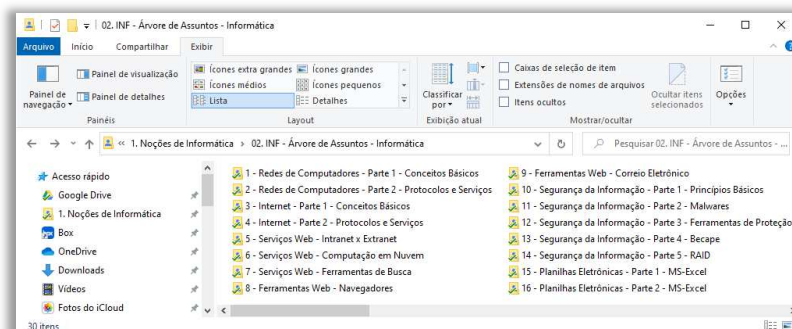 02. INF - Árvore de Assuntos - Informática
Arquivo Início Compartilhar Exibir
Painel de navegação
Painel de visualização
Painel de detalhes
Painéis
Ícones extra grandes Ícones grandes
Ícones médios Ícones pequenos
Lista Detalhes
Layout
Classificar por
Exibição atual
Caixas de seleção de item
Extensões de nomes de arquivos
Itens ocultos
Ocultar itens selecionados
Mostrar/ocultar
Opções
« 1. Noções de Informática › 02. INF - Árvore de Assuntos - Informática
Pesquisar 02. INF - Árvore de Assuntos - ...
Acesso rápido
Google Drive
1. Noções de Informática
Box
OneDrive
Downloads
Vídeos
Fotos do iCloud
1 - Redes de Computadores - Parte 1 - Conceitos Básicos
2 - Redes de Computadores - Parte 2 - Protocolos e Serviços
3 - Internet - Parte 1 - Conceitos Básicos
4 - Internet - Parte 2 - Protocolos e Serviços
5 - Serviços Web - Intranet x Extranet
6 - Serviços Web - Computação em Nuvem
7 - Serviços Web - Ferramentas de Busca
8 - Ferramentas Web - Navegadores
9 - Ferramentas Web - Correio Eletrônico
10 - Segurança da Informação - Parte 1 - Princípios Básicos
11 - Segurança da Informação - Parte 2 - Malwares
12 - Segurança da Informação - Parte 3 - Ferramentas de Proteção
13 - Segurança da Informação - Parte 4 - Becape
14 - Segurança da Informação - Parte 5 - RAID
15 - Planilhas Eletrônicas - Parte 1 - MS-Excel
16 - Planilhas Eletrônicas - Parte 2 - MS-Excel
30 itens